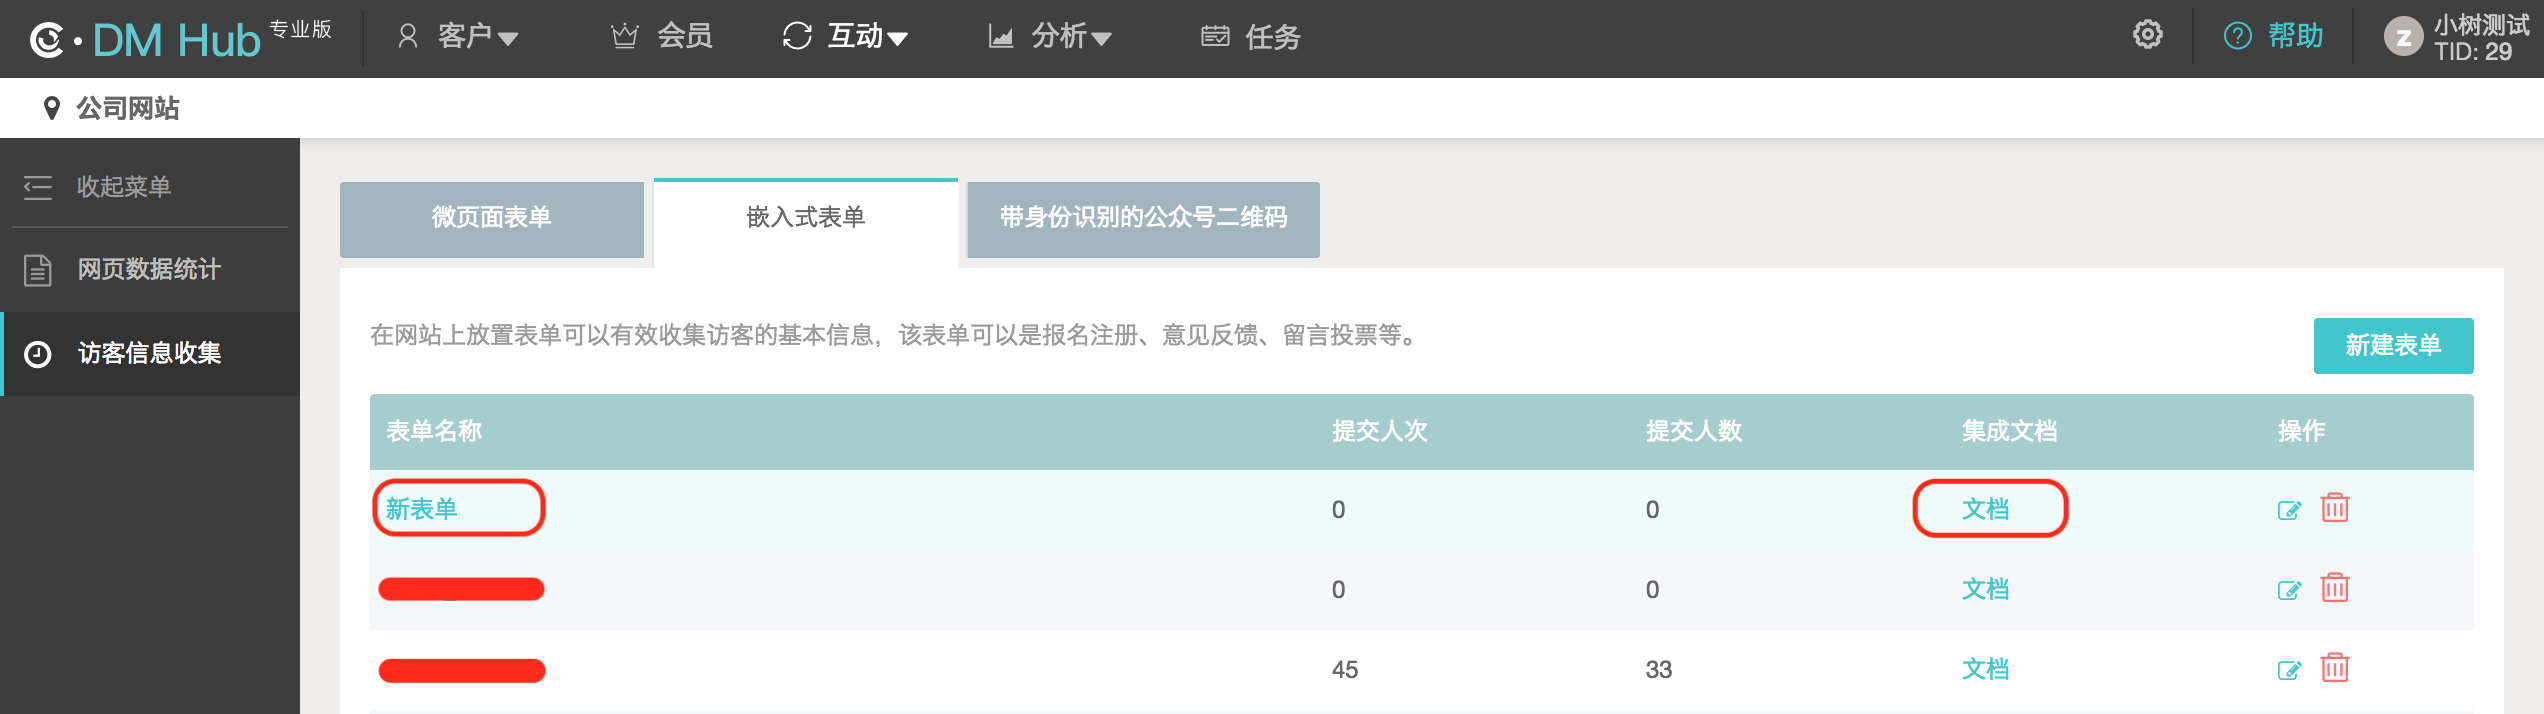 DM Hub 专业版 客户 会员 互动 分析 任务 帮助 z 小树测试
TID: 29
公司网站
收起菜单
网页数据统计
访客信息收集
微页面表单 嵌入式表单 带身份识别的公众号二维码
在网站上放置表单可以有效收集访客的基本信息，该表单可以是报名注册、意见反馈、留言投票等。
新建表单
表单名称 提交人次 提交人数 集成文档 操作
新表单 0 0 文档
0 0 文档
45 33 文档